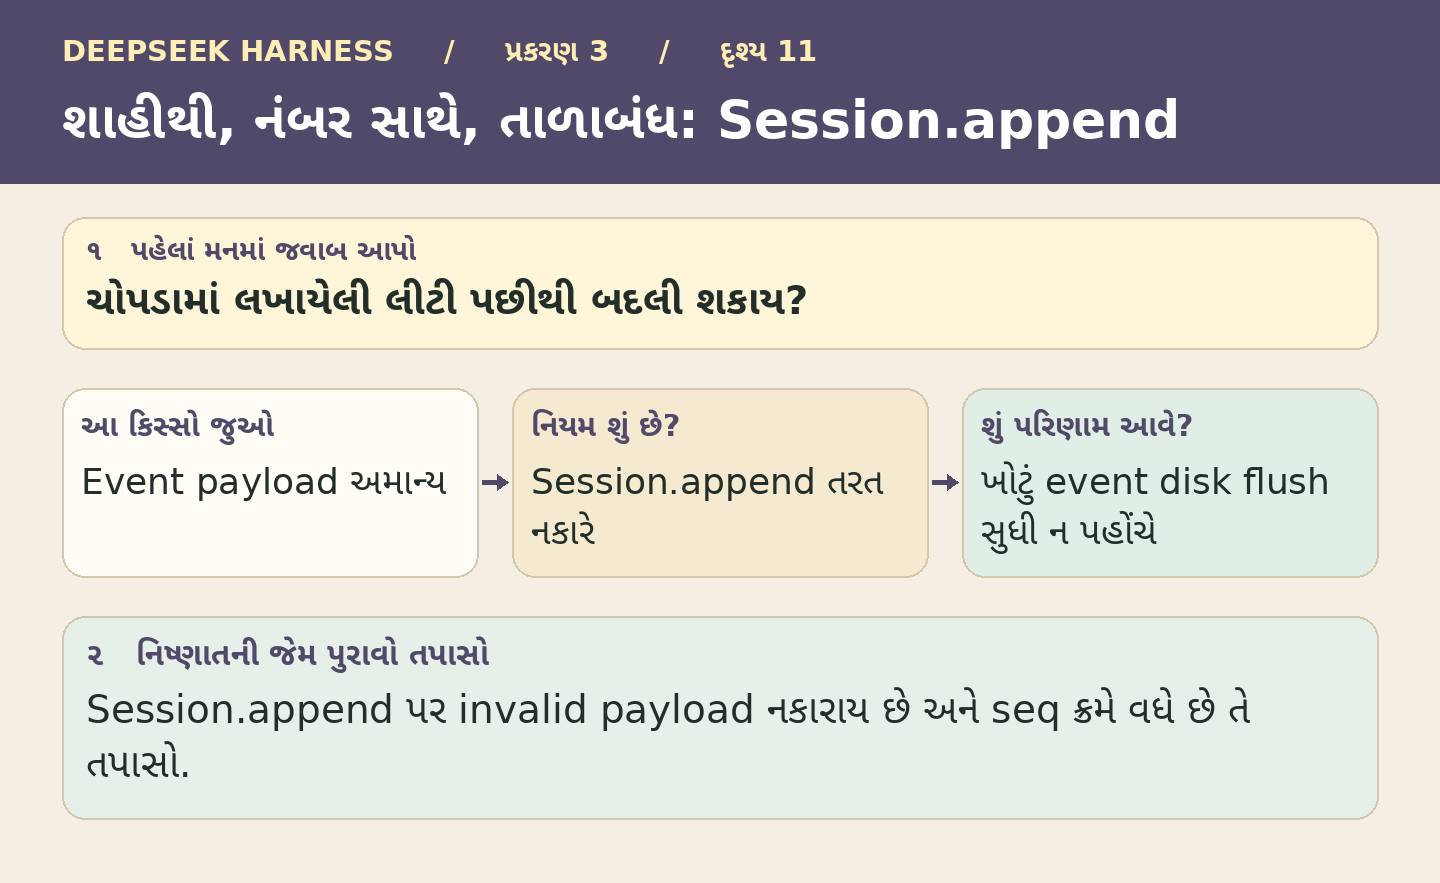 DEEPSEEK HARNESS / પ્રકરણ 3 / દૃશ્ય 11
શાહીથી, નંબર સાથે, તાળાબંધ: Session.append
૧ પહેલાં મનમાં જવાબ આપો
ચોપડામાં લખાયેલી લીટી પછીથી બદલી શકાય?
આ કિસ્સો જુઓ
Event payload અમાન્ય
નિયમ શું છે?
Session.append તરત
નકારે
શું પરિણામ આવે?
ખોટું event disk flush
સુધી ન પહોંચે
૨ નિષ્ણાતની જેમ પુરાવો તપાસો
Session.append પર invalid payload નકારાય છે અને seq ક્રમે વધે છે તે
તપાસો.